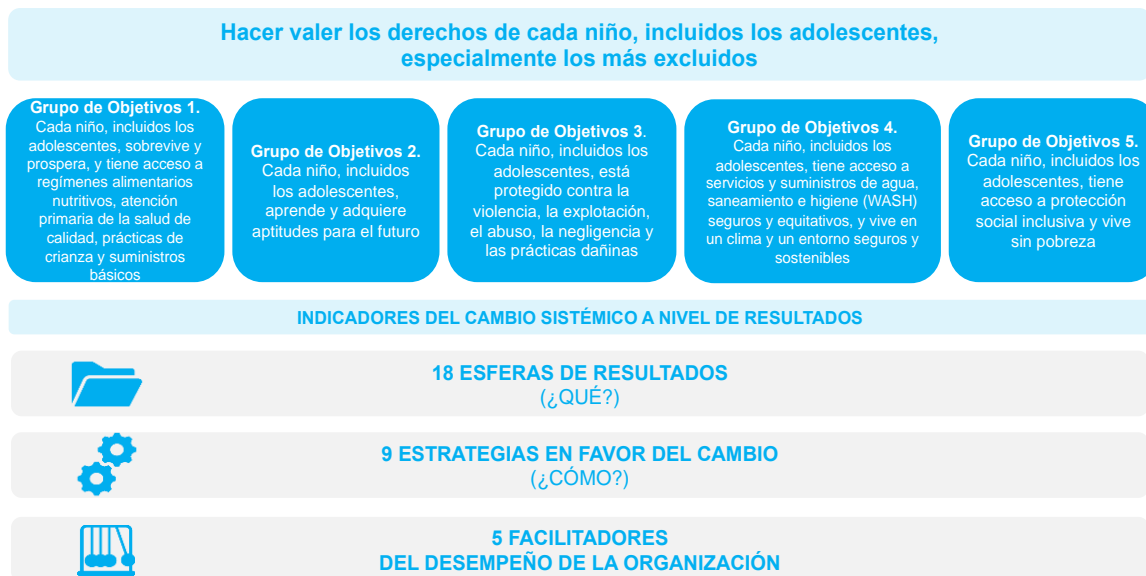 Hacer valer los derechos de cada niño, incluidos los adolescentes,
especialmente los más excluidos
Grupo de Objetivos 1.
Cada niño, incluidos los
adolescentes, sobrevive y
prospera, y tiene acceso a
regímenes alimentarios
nutritivos, atención
primaria de la salud de
calidad, prácticas de
crianza y suministros
básicos
Grupo de Objetivos 2.
Cada niño, incluidos
los adolescentes,
aprende y adquiere
aptitudes para el futuro
Grupo de Objetivos 3.
Cada niño, incluidos los
adolescentes, está
protegido contra la
violencia, la explotación,
el abuso, la negligencia y
las prácticas dañinas
Grupo de Objetivos 4.
Cada niño, incluidos los
adolescentes, tiene acceso a
servicios y suministros de agua,
saneamiento e higiene (WASH)
seguros y equitativos, y vive en
un clima y un entorno seguros y
sostenibles
Grupo de Objetivos 5.
Cada niño, incluidos los
adolescentes, tiene
acceso a protección
social inclusiva y vive
sin pobreza
INDICADORES DEL CAMBIO SISTÉMICO A NIVEL DE RESULTADOS
18 ESFERAS DE RESULTADOS
(¿QUÉ?)
9 ESTRATEGIAS EN FAVOR DEL CAMBIO
(¿CÓMO?)
5 FACILITADORES
DEL DESEMPEÑO DE LA ORGANIZACIÓN